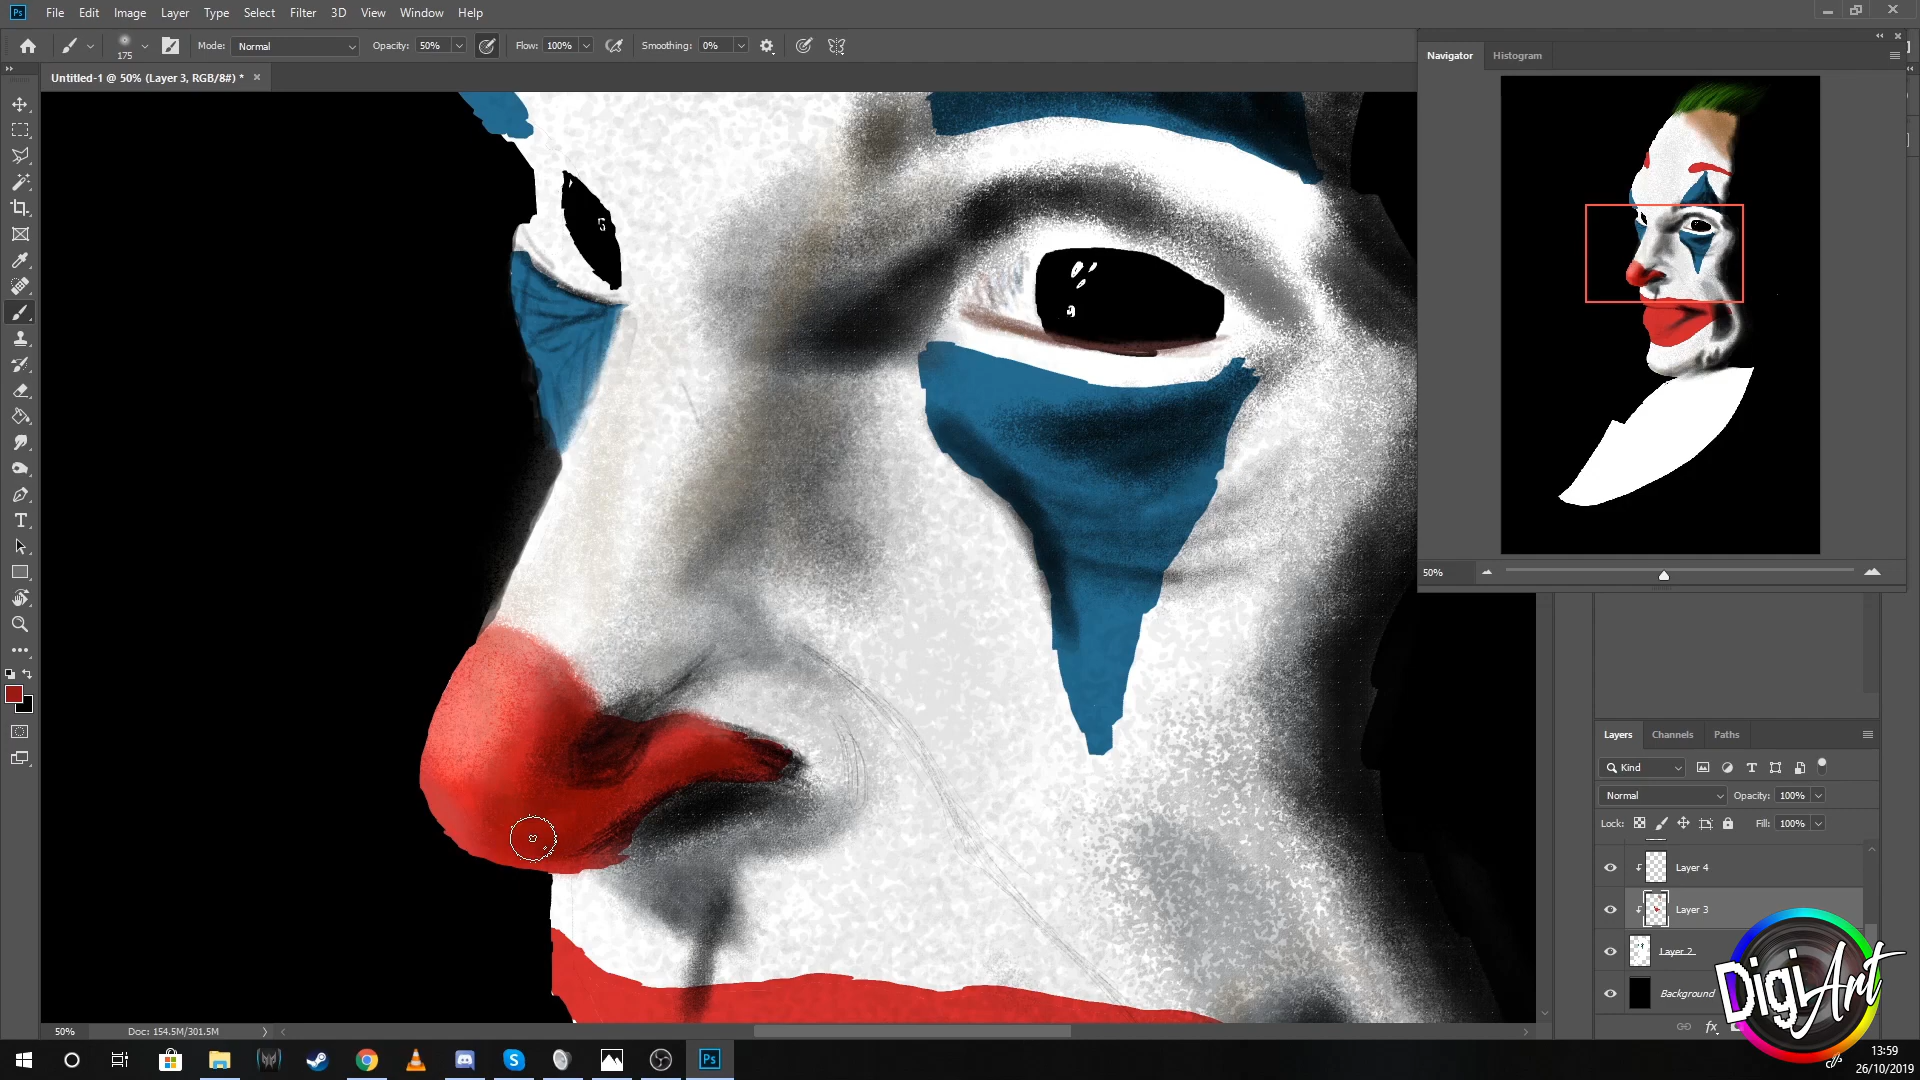 Ps File Edit Image Layer Type Select Filter 3D View Window Help
175 Mode: Normal Opacity: 50% Flow: 100% Smoothing: 0%
Untitled-1 @ 50% (Layer 3, RGB/8#) *
Navigator Histogram
50%
Layers Channels Paths
Kind
Normal Opacity: 100%
Lock: Fill: 100%
Layer 4
Layer 3
Layer 2
Background
fx
DigiArt
50% Doc: 154.5M/301.5M
Ps
13:59
26/10/2019